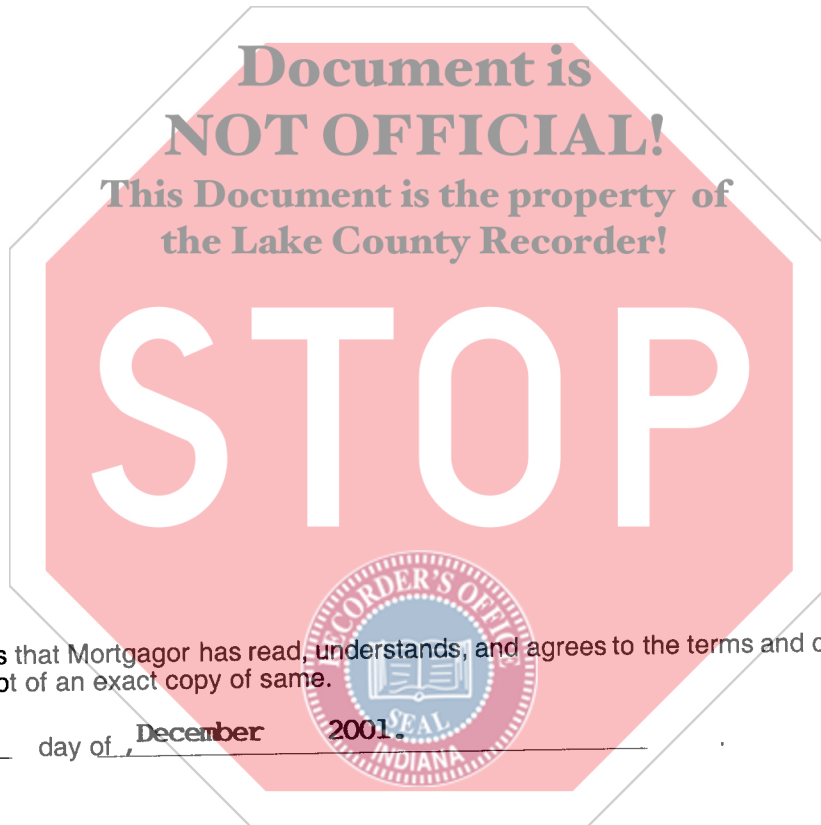 Document is
NOT OFFICIAL!
This Document is the property of
the Lake County Recorder!
STOP
RECORDER'S OFFICE
that Mortgagor has read, understands, and agrees to the terms and
of an exact copy of same.
day of , December 2001.
SEAL
INDIANA